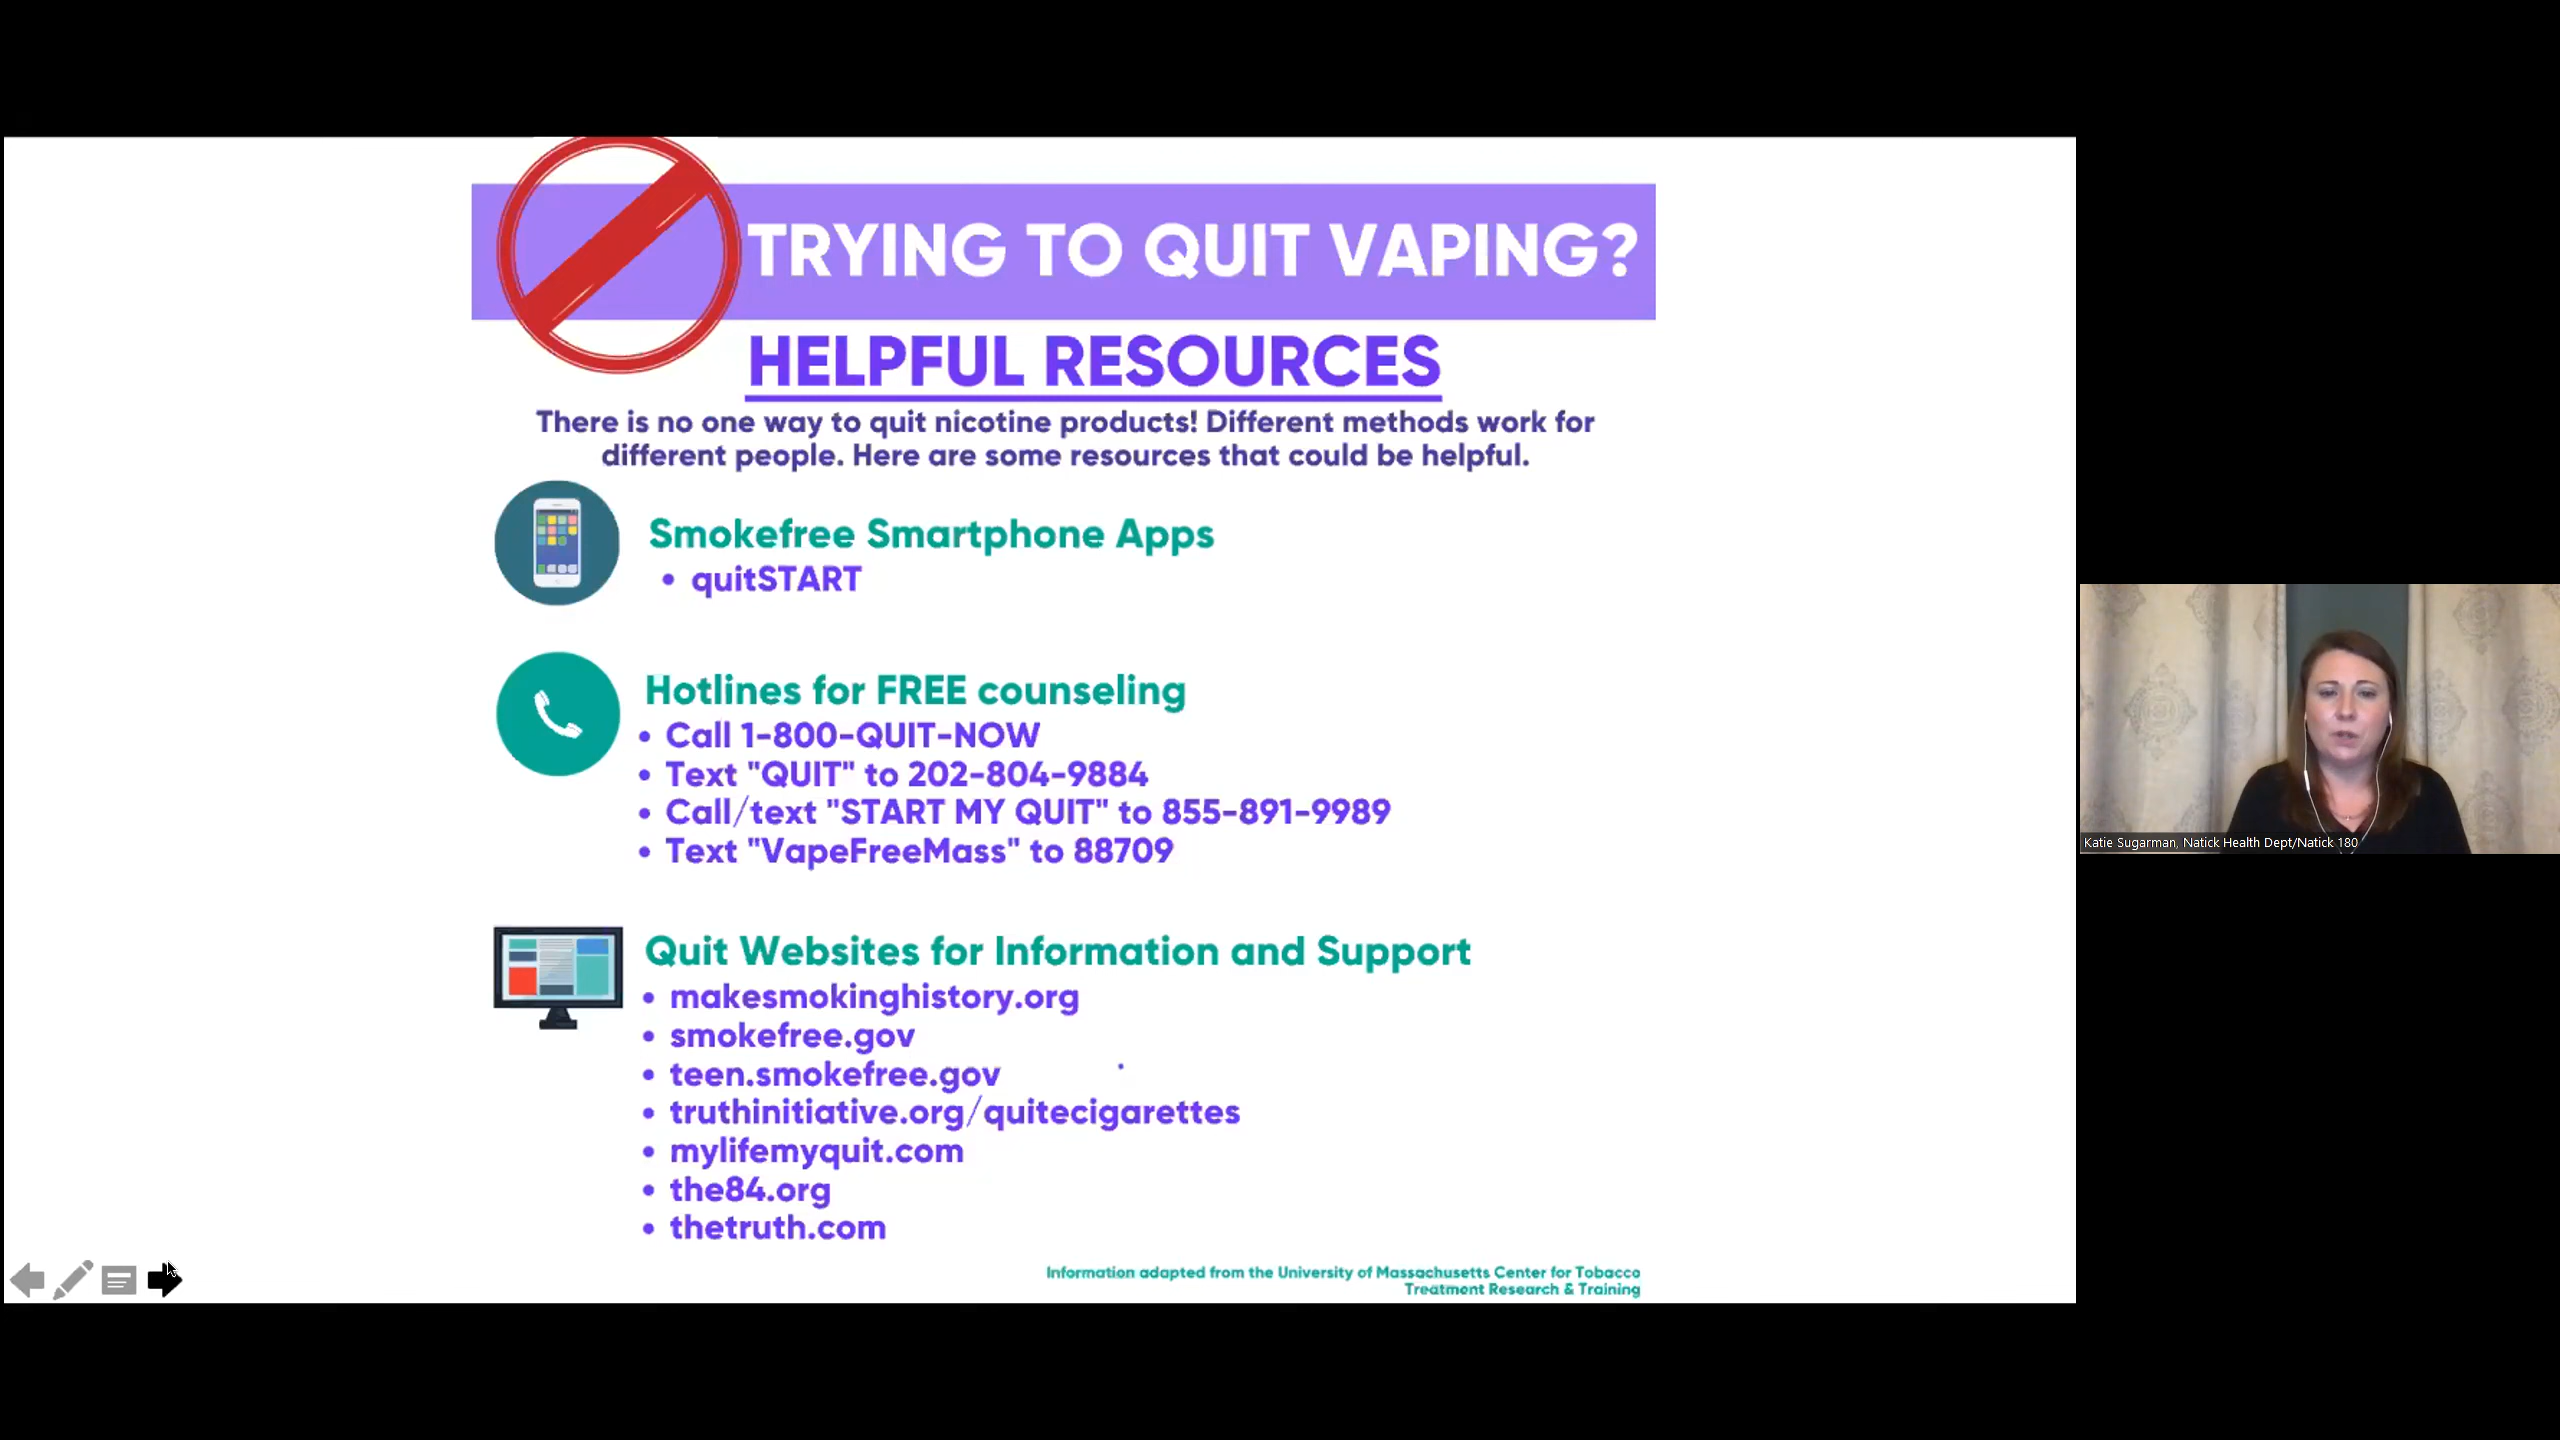 TRYING TO QUIT VAPING?
HELPFUL RESOURCES
There is no one way to quit nicotine products! Different methods work for
different people. Here are some resources that could be helpful.
Smokefree Smartphone Apps
• quitSTART
Hotlines for FREE counseling
• Call 1-800-QUIT-NOW
• Text "QUIT" to 202-804-9884
• Call/text "START MY QUIT" to 855-891-9989
• Text "VapeFreeMass" to 88709
Quit Websites for Information and Support
• makesmokinghistory.org
• smokefree.gov
• teen.smokefree.gov
• truthinitiative.org/quitecigarettes
• mylifemyquit.com
• the84.org
• thetruth.com
Information adapted from the University of Massachusetts Center for Tobacco
Treatment Research & Training
Katie Sugarman, Natick Health Dept/Natick 180